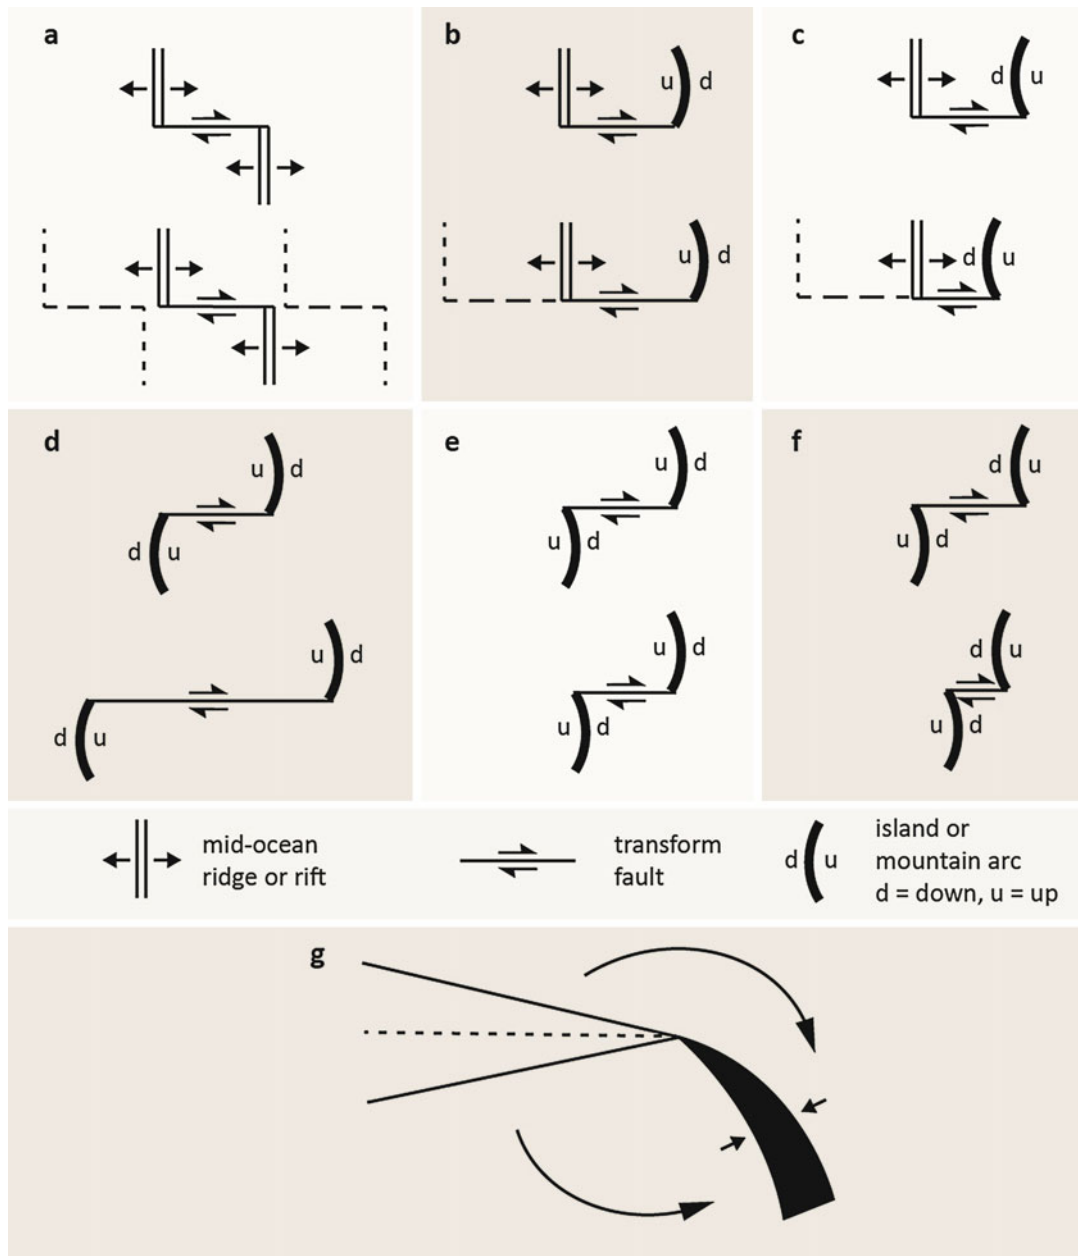 a
b
u d
u d
c
d u
d u
d
u d
d u
u d
d u
e
u d
u d
u d
u d
f
d u
u d
d u
u d
mid-ocean
ridge or rift
transform
fault
d u
island or
mountain arc
d = down, u = up
g